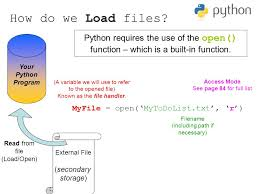 How do we Load files?
python
Python requires the use of the open()
function – which is a built-in function.
Your
Python
Program
(A variable we will use to refer
to the opened file)
Known as the file handler.
Access Mode
See page 84 for full list
MyFile = open('MyToDoList.txt', 'r')
Filename
(including path if
necessary)
Read from
file
(Load/Open)
External File
(secondary
storage)